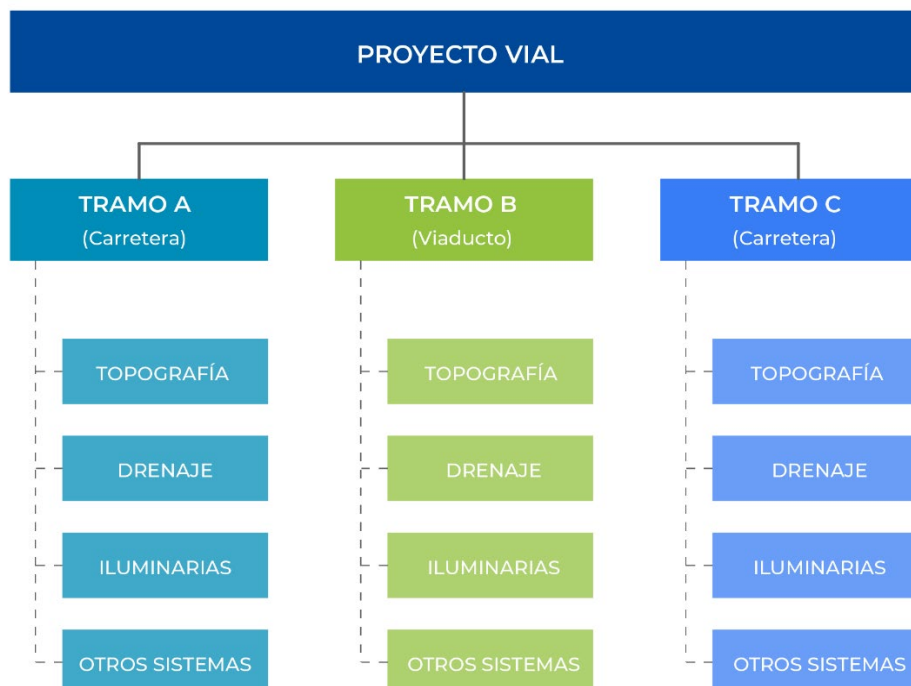 PROYECTO VIAL
TRAMO A
(Carretera)
TRAMO B
(Viaducto)
TRAMO C
(Carretera)
TOPOGRAFÍA
TOPOGRAFÍA
TOPOGRAFÍA
DRENAJE
DRENAJE
DRENAJE
ILUMINARIAS
ILUMINARIAS
ILUMINARIAS
OTROS SISTEMAS
OTROS SISTEMAS
OTROS SISTEMAS